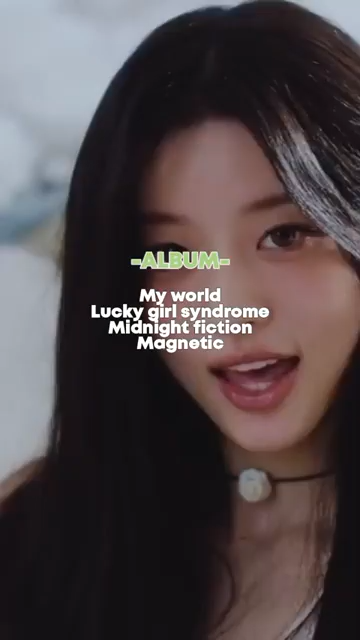 -ALBUM-
My world
Lucky girl syndrome
Midnight fiction
Magnetic